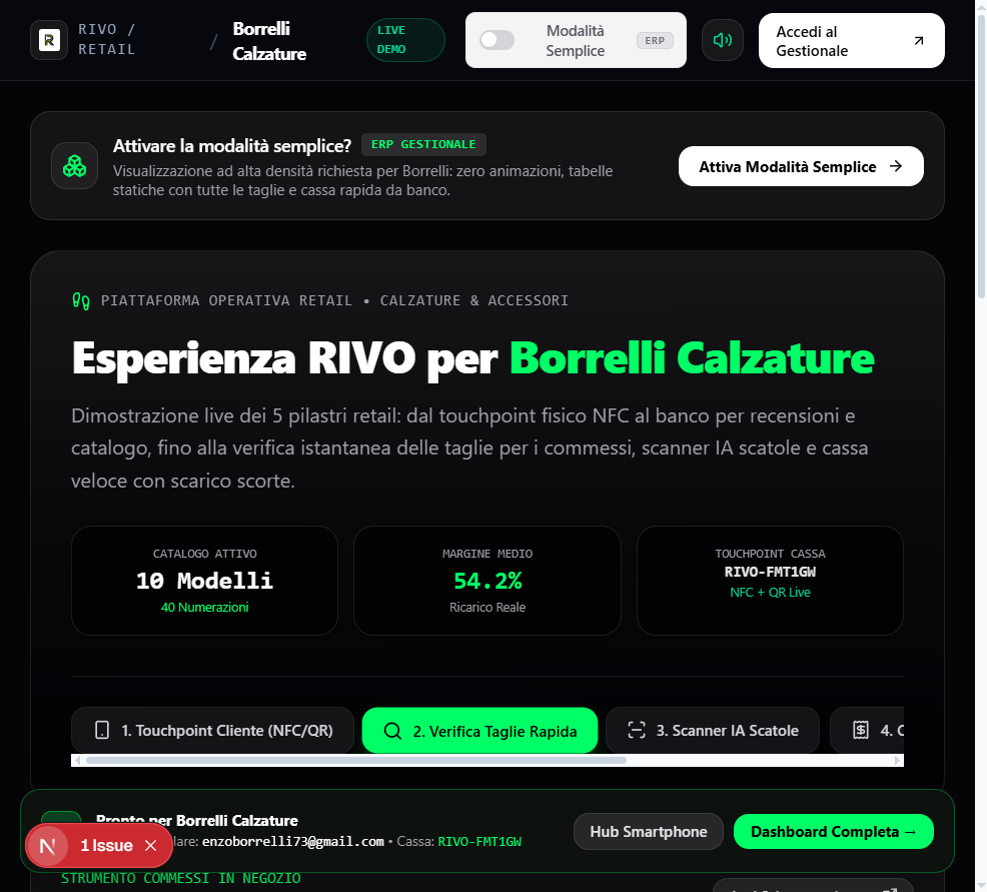 R
RIVO /
RETAIL
/
Borrelli
Calzature
LIVE
DEMO
Modalità
Semplice
ERP
Accedi al
Gestionale
Attivare la modalità semplice? ERP GESTIONALE
Visualizzazione ad alta densità richiesta per Borrelli: zero animazioni, tabelle
statiche con tutte le taglie e cassa rapida da banco.
Attiva Modalità Semplice →
PIATTAFORMA OPERATIVA RETAIL • CALZATURE & ACCESSORI
Esperienza RIVO per Borrelli Calzature
Dimostrazione live dei 5 pilastri retail: dal touchpoint fisico NFC al banco per recensioni e
catalogo, fino alla verifica istantanea delle taglie per i commessi, scanner IA scatole e cassa
veloce con scarico scorte.
CATALOGO ATTIVO
10 Modelli
40 Numerazioni
MARGINE MEDIO
54.2%
Ricarico Reale
TOUCHPOINT CASSA
RIVO-FMT1GW
NFC + QR Live
1. Touchpoint Cliente (NFC/QR)
2. Verifica Taglie Rapida
3. Scanner IA Scatole
4. C
Pronto per Borrelli Calzature
lare: enzoborrelli73@gmail.com • Cassa: RIVO-FMT1GW
Hub Smartphone
Dashboard Completa →
N 1 Issue
STRUMENTO COMMESSI IN NEGOZIO